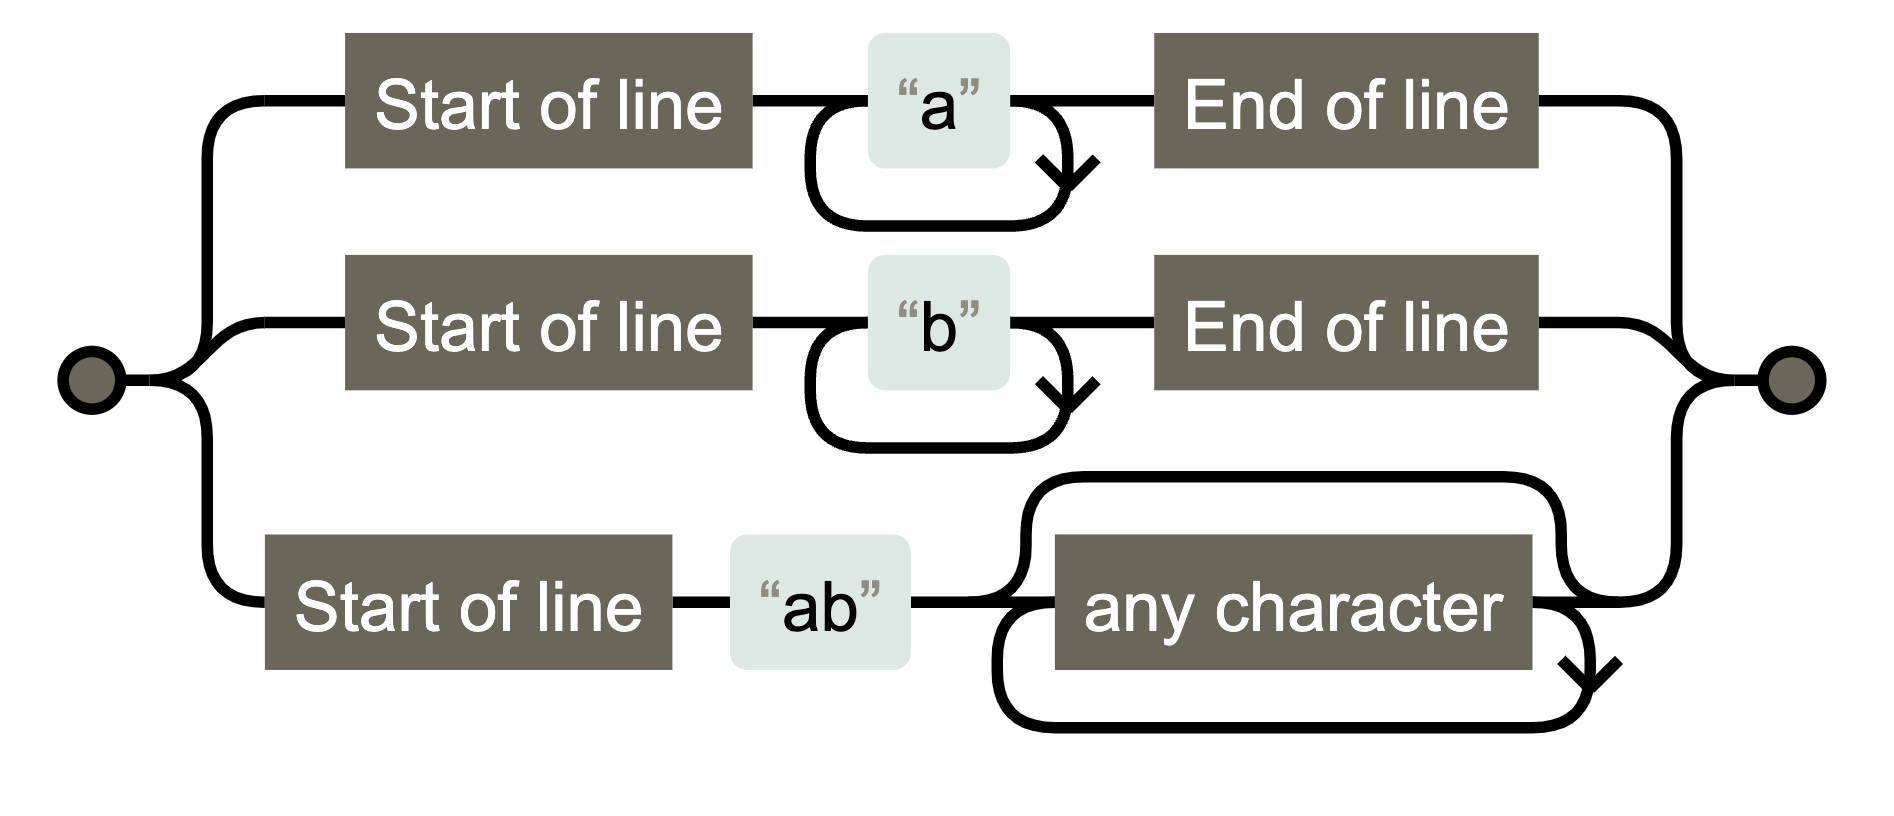 Start of line “a” End of line
Start of line “b” End of line
Start of line “ab” any character